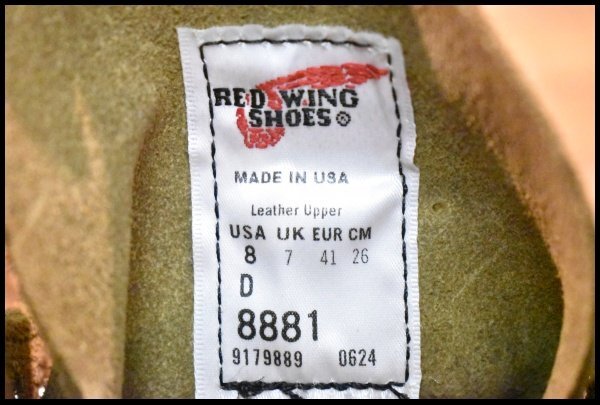 RED WING
SHOES®
MADE IN USA
Leather Upper
USA UK EUR CM
8 7 41 26
D
8881
9179889 0624